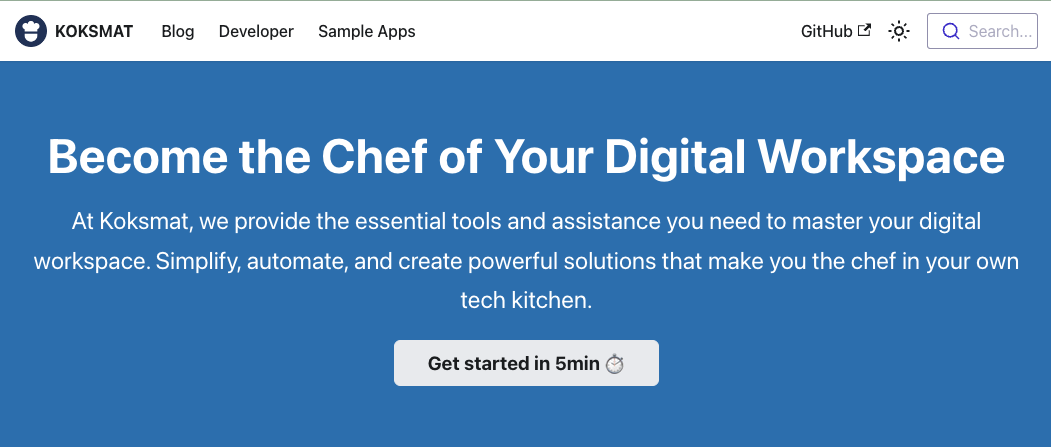 KOKSMAT Blog Developer Sample Apps GitHub Search...
Become the Chef of Your Digital Workspace
At Koksmat, we provide the essential tools and assistance you need to master your digital
workspace. Simplify, automate, and create powerful solutions that make you the chef in your own
tech kitchen.
Get started in 5min ⏱️